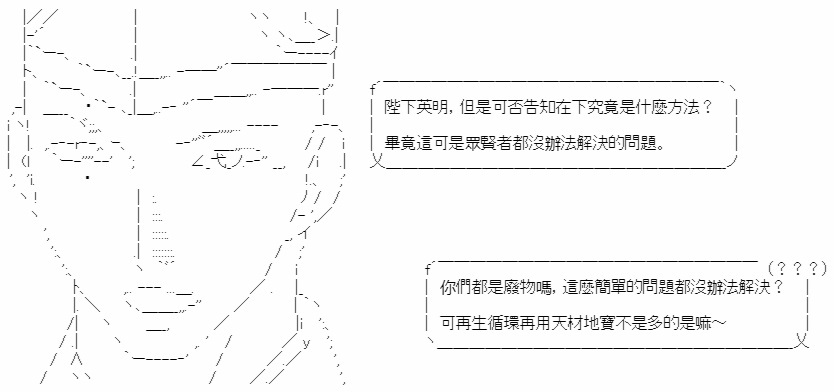 陛下英明，但是可否告知在下究竟是什麼方法？
畢竟這可是眾賢者都沒辦法解決的問題。
（？？？）
你們都是廢物嗎，這麼簡單的問題都沒辦法解決？
可再生循環再用天材地寶不是多的是嘛～